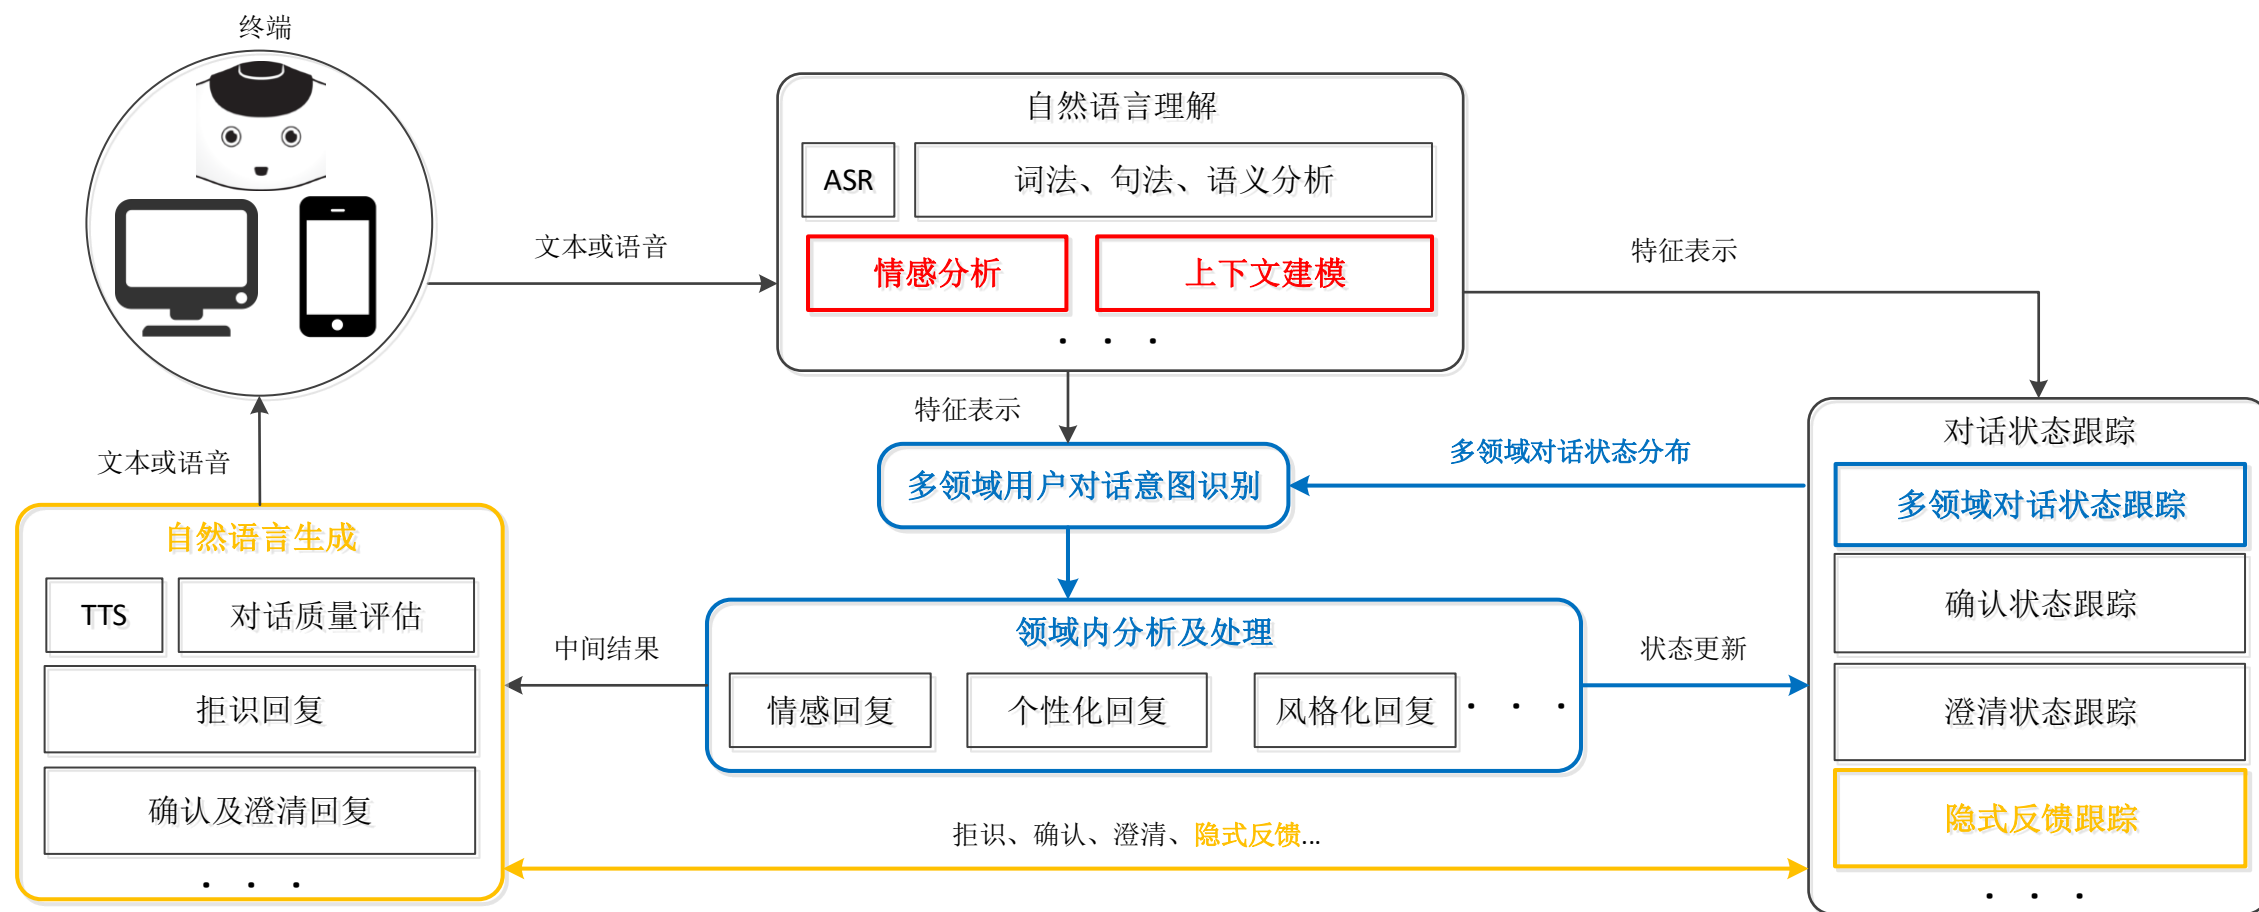 终端
自然语言理解
ASR
词法、句法、语义分析
情感分析
上下文建模
. . .
文本或语音
特征表示
特征表示
对话状态跟踪
多领域对话状态跟踪
确认状态跟踪
澄清状态跟踪
隐式反馈跟踪
. . .
多领域对话状态分布
多领域用户对话意图识别
领域内分析及处理
情感回复
个性化回复
风格化回复
. . .
状态更新
中间结果
文本或语音
自然语言生成
TTS
对话质量评估
拒识回复
确认及澄清回复
. . .
拒识、确认、澄清、隐式反馈...